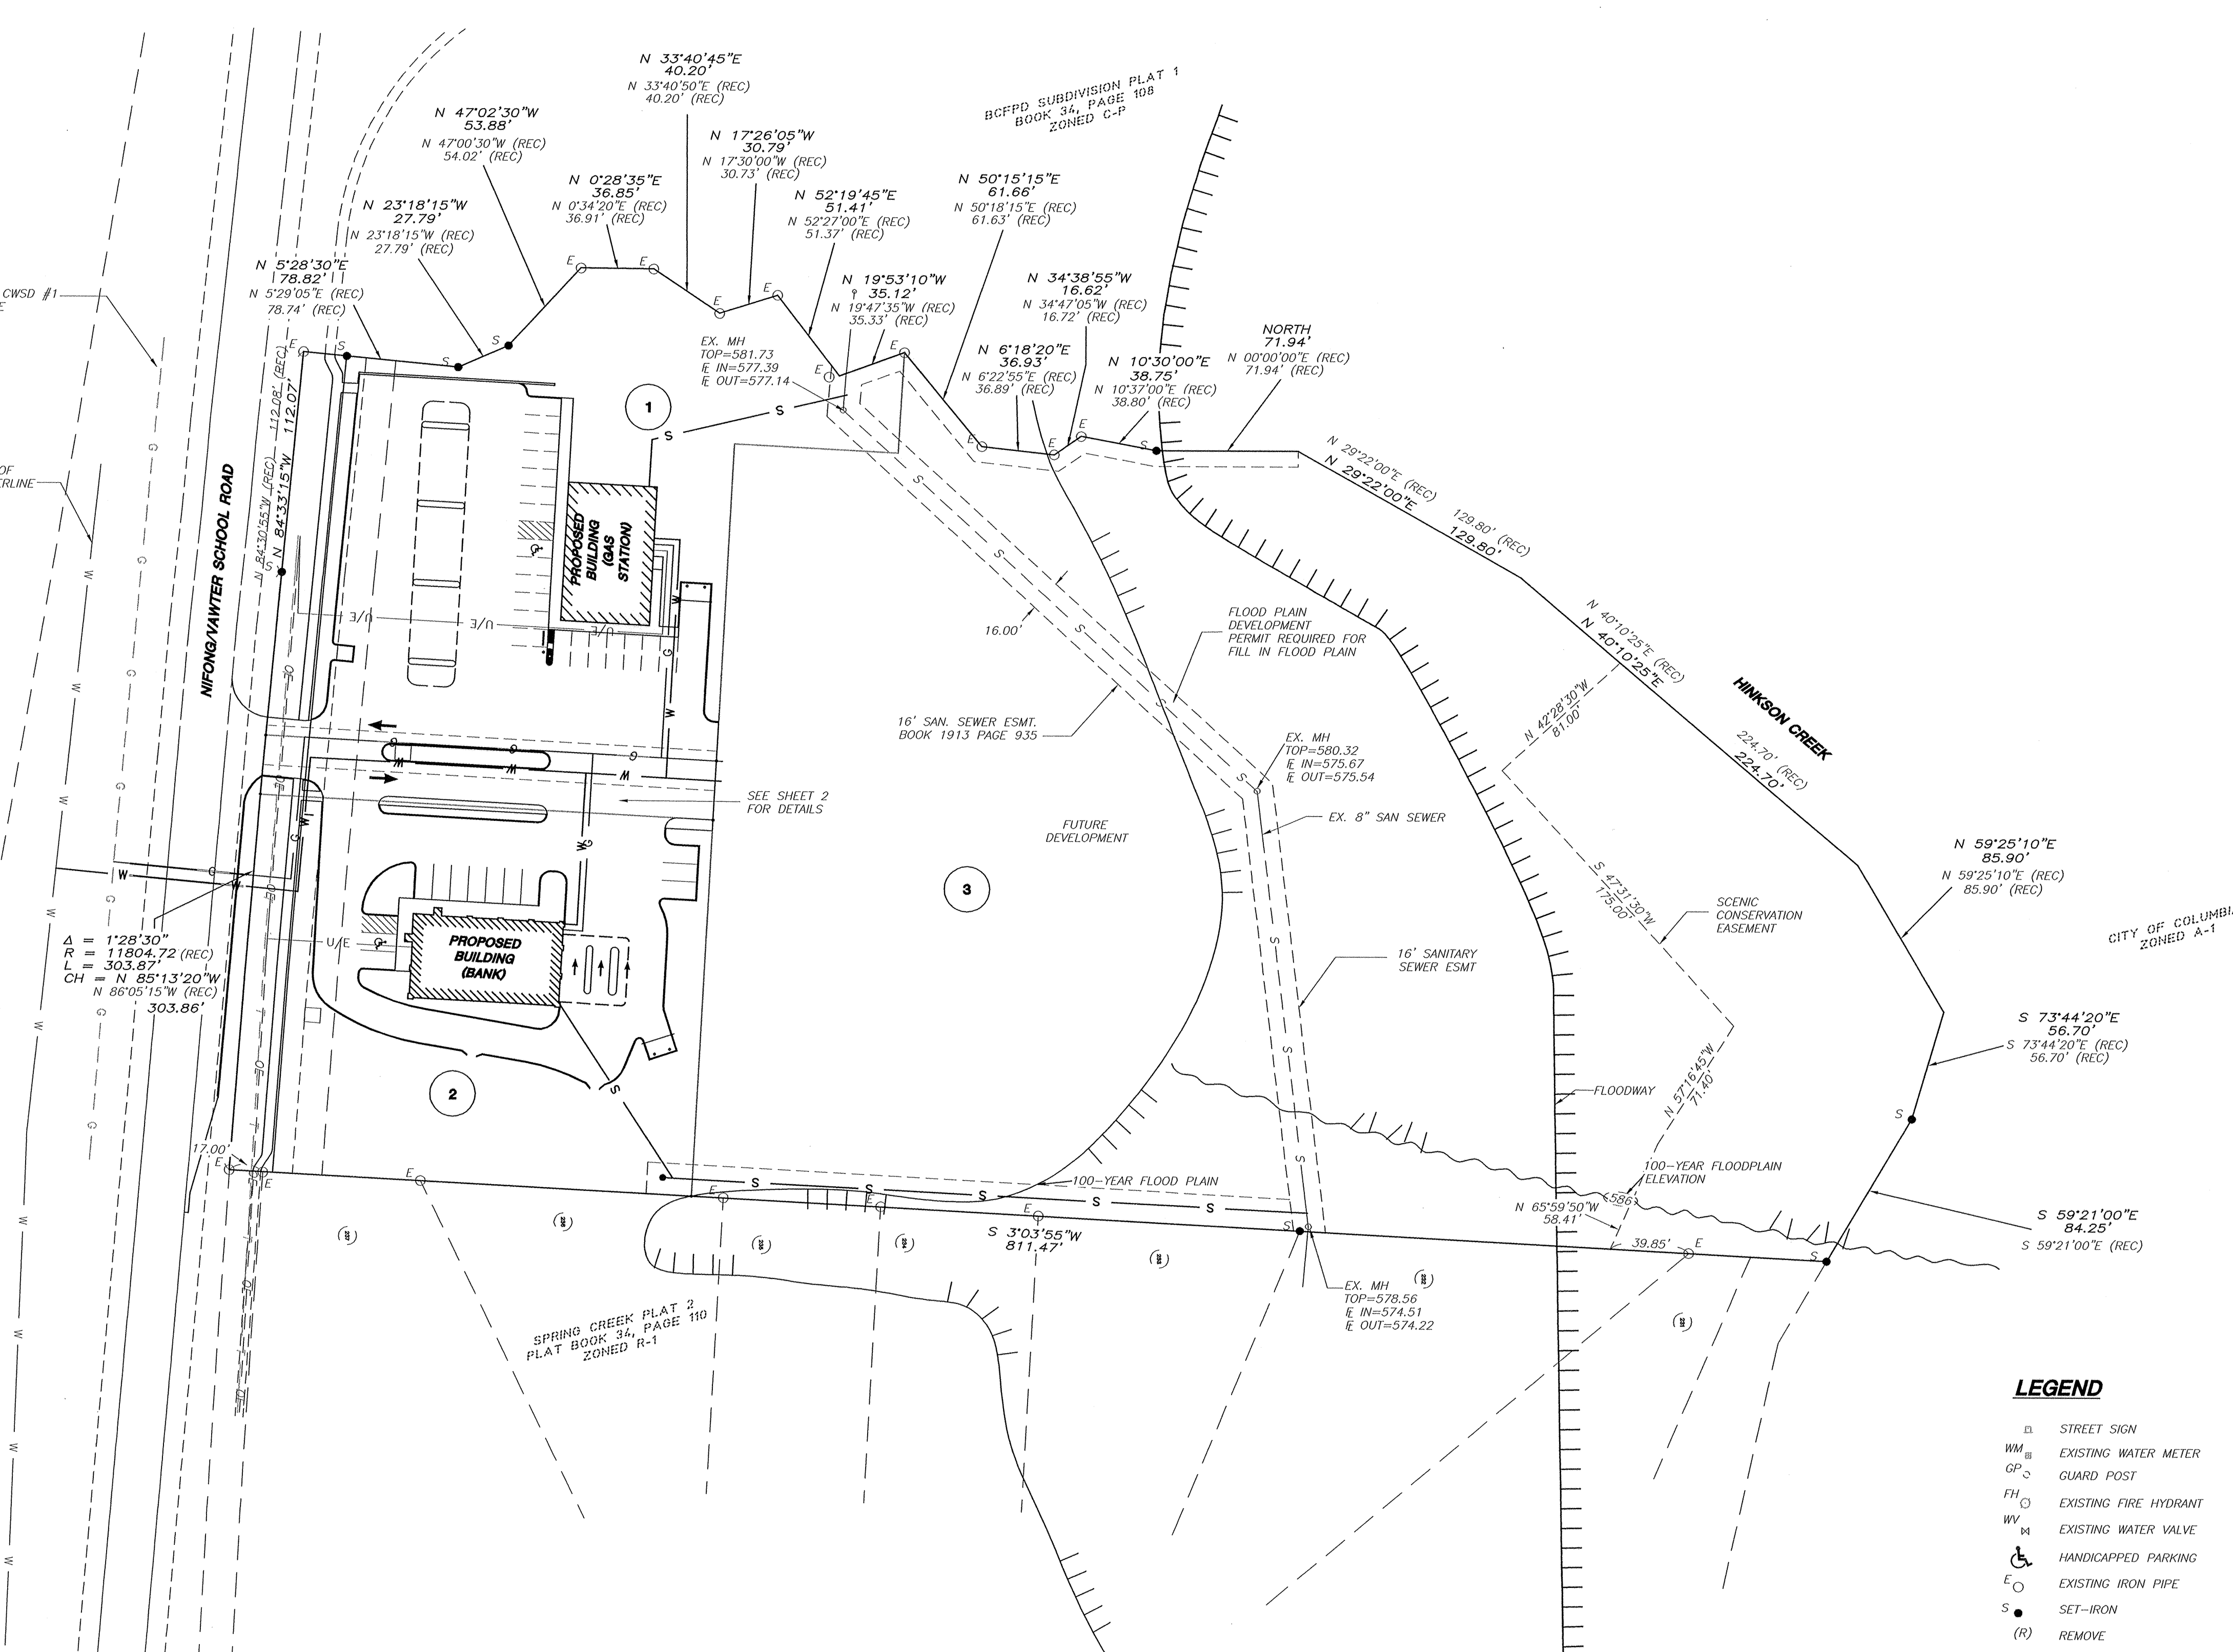 N 33°40'45"E
40.20'
N 33°40'50"E (REC)
40.20' (REC)
BCFPD SUBDIVISION PLAT 1
BOOK 34, PAGE 108
ZONED C-P
N 47°02'30"W
53.88'
N 47°00'30"W (REC)
54.02' (REC)
N 17°26'05"W
30.79'
N 17°30'00"W (REC)
30.73' (REC)
N 0°28'35"E
36.85'
N 0°34'20"E (REC)
36.91' (REC)
N 52°19'45"E
51.41'
N 52°27'00"E (REC)
51.37' (REC)
N 50°15'15"E
61.66'
N 50°18'15"E (REC)
61.63' (REC)
N 23°18'15"W
27.79'
N 23°18'15"W (REC)
27.79' (REC)
N 5°28'30"E
78.82'
N 5°29'05"E (REC)
78.74' (REC)
N 19°53'10"W
35.12'
N 19°47'35"W (REC)
35.33' (REC)
N 34°38'55"W
16.62'
N 34°47'05"W (REC)
16.72' (REC)
NORTH
71.94'
N 00°00'00"E (REC)
71.94' (REC)
N 6°18'20"E
36.93'
N 6°22'55"E (REC)
36.89' (REC)
N 10°30'00"E
38.75'
N 10°37'00"E (REC)
38.80' (REC)
CWSD #1
EX. MH
TOP=581.73
FL IN=577.39
FL OUT=577.14
1
N 84°30'55"W (REC) 112.08' (REC)
N 84°33'15"W 112.07'
NIFONG/VAWTER SCHOOL ROAD
OF
ERLINE
PROPOSED
BUILDING
(GAS
STATION)
U/E
U/E
U/E
N 29°22'00"E (REC) 129.80' (REC)
N 29°22'00"E 129.80'
N 40°10'25"E (REC) 224.70' (REC)
N 40°10'25"E 224.70'
HINKSON CREEK
16.00'
FLOOD PLAIN
DEVELOPMENT
PERMIT REQUIRED FOR
FILL IN FLOOD PLAIN
N 42°28'30"W
81.00'
16' SAN. SEWER ESMT.
BOOK 1913 PAGE 935
EX. MH
TOP=580.32
FL IN=575.67
FL OUT=575.54
SEE SHEET 2
FOR DETAILS
FUTURE
DEVELOPMENT
EX. 8" SAN SEWER
3
S 47°31'30"W
175.00'
SCENIC
CONSERVATION
EASEMENT
N 59°25'10"E
85.90'
N 59°25'10"E (REC)
85.90' (REC)
CITY OF COLUMBI
ZONED A-1
Δ = 1°28'30"
R = 11804.72 (REC)
L = 303.87'
CH = N 85°13'20"W
N 86°05'15"W (REC)
303.86'
U/E
PROPOSED
BUILDING
(BANK)
16' SANITARY
SEWER ESMT
S 73°44'20"E
56.70'
S 73°44'20"E (REC)
56.70' (REC)
2
N 57°16'45"W
71.40'
FLOODWAY
17.00'
100-YEAR FLOOD PLAIN
100-YEAR FLOODPLAIN
ELEVATION
586
N 65°59'50"W
58.41'
39.85'
S 3°03'55"W
811.47'
S 59°21'00"E
84.25'
S 59°21'00"E (REC)
EX. MH
TOP=578.56
FL IN=574.51
FL OUT=574.22
SPRING CREEK PLAT 2
PLAT BOOK 34, PAGE 110
ZONED R-1
LEGEND
STREET SIGN
WM EXISTING WATER METER
GP GUARD POST
FH EXISTING FIRE HYDRANT
WV EXISTING WATER VALVE
HANDICAPPED PARKING
E EXISTING IRON PIPE
S SET-IRON
(R) REMOVE